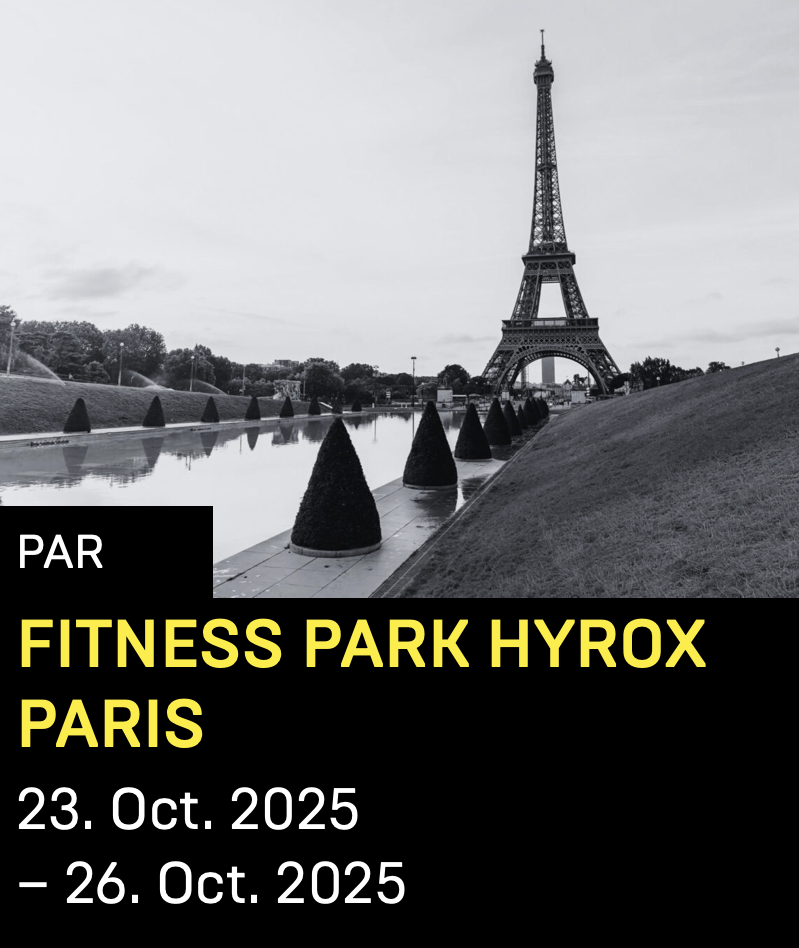 PAR
FITNESS PARK HYROX
PARIS
23. Oct. 2025
– 26. Oct. 2025